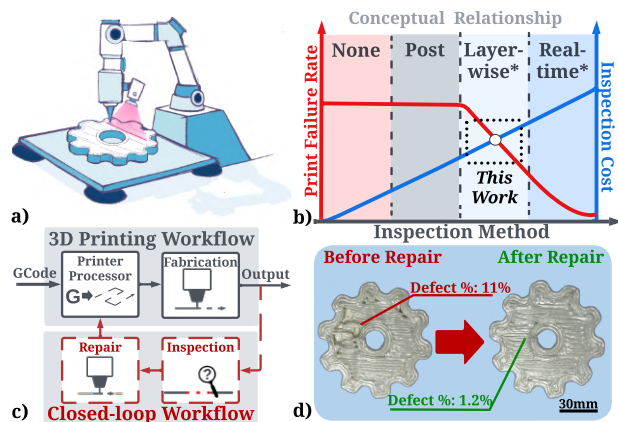 a)
Conceptual Relationship
None
Post
Layer-
wise*
Real-
time*
Print Failure Rate
Inspection Cost
This
Work
b)
Inspection Method
3D Printing Workflow
GCode
Printer
Processor
Fabrication
Output
G
Repair
Inspection
?
c)
Closed-loop Workflow
Before Repair
After Repair
Defect %: 11%
Defect %: 1.2%
30mm
d)